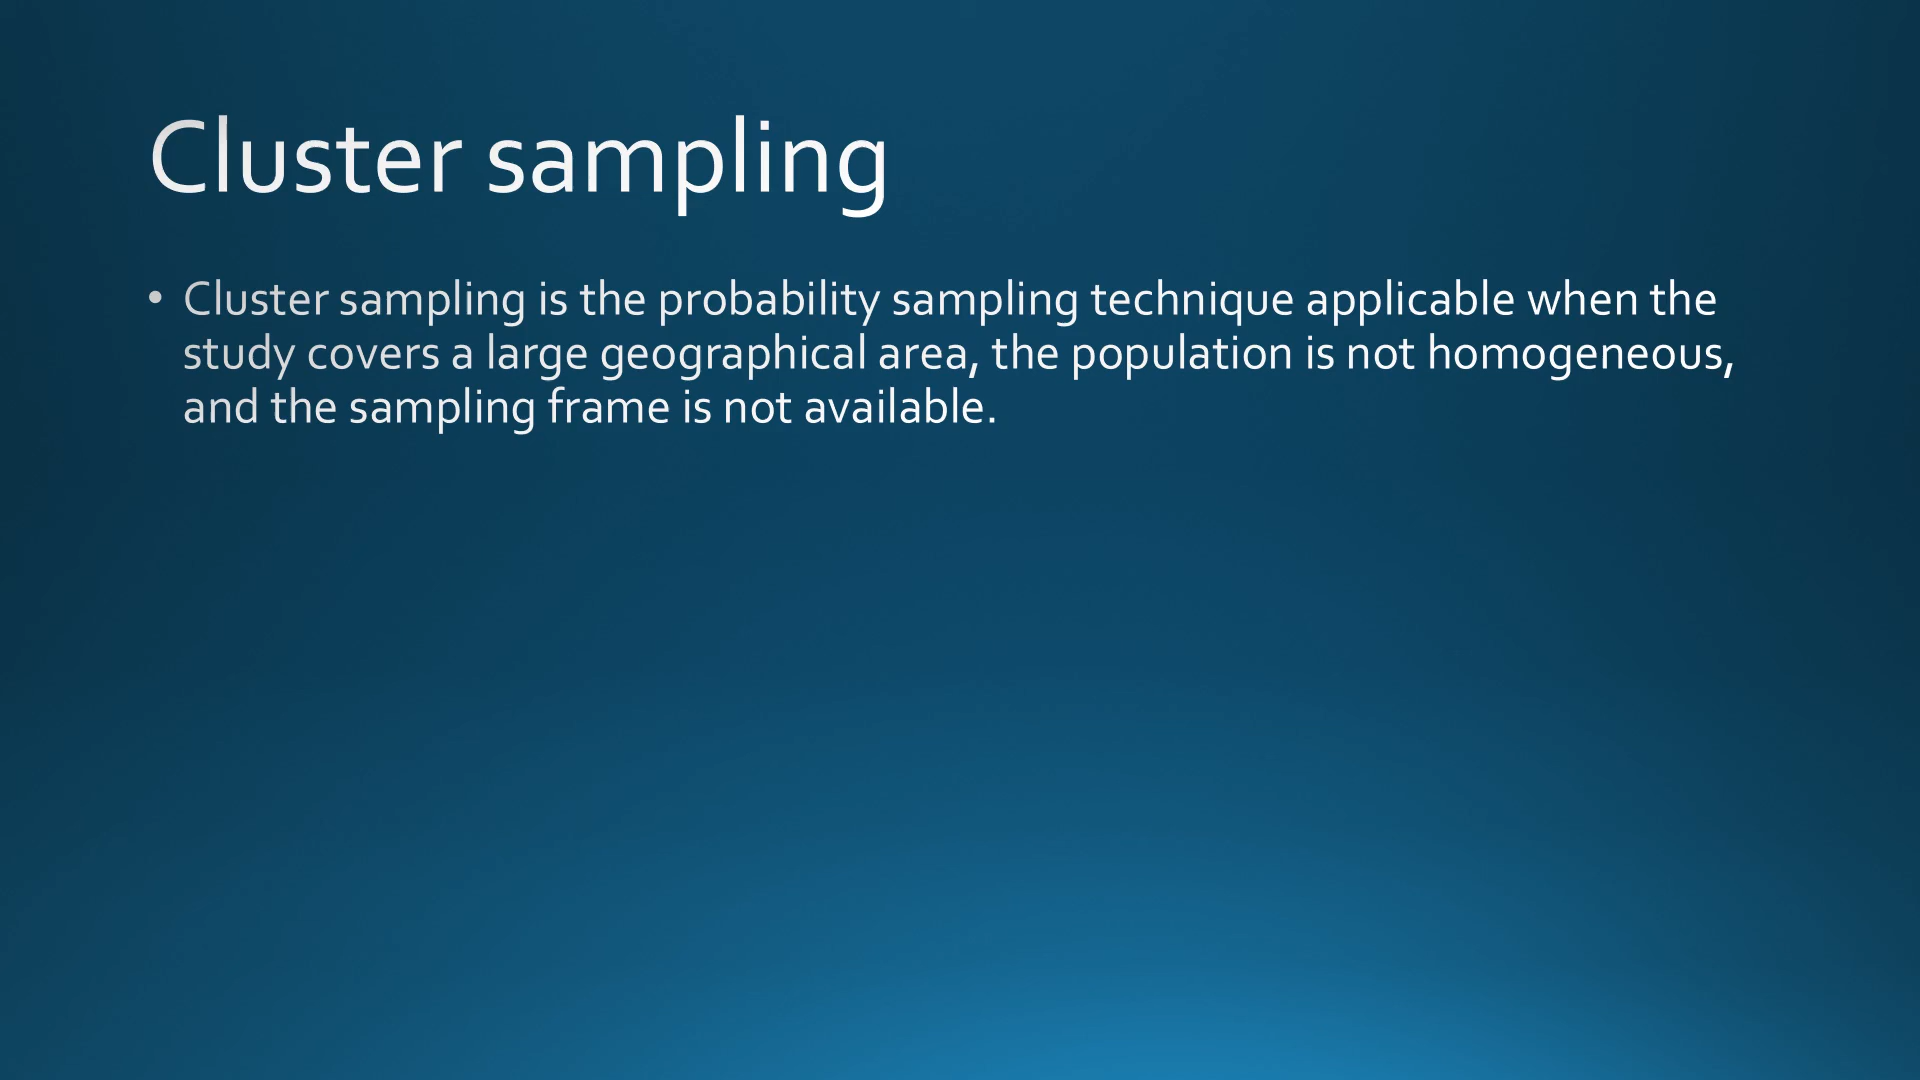 Cluster sampling
• Cluster sampling is the probability sampling technique applicable when the
study covers a large geographical area, the population is not homogeneous,
and the sampling frame is not available.